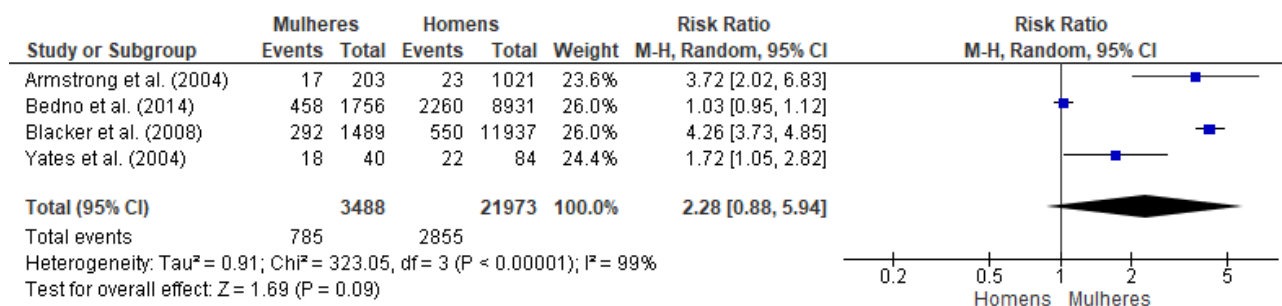 Mulheres Homens Risk Ratio Risk Ratio
Study or Subgroup Events Total Events Total Weight M-H, Random, 95% CI M-H, Random, 95% CI
Armstrong et al. (2004) 17 203 23 1021 23.6% 3.72 [2.02, 6.83]
Bedno et al. (2014) 458 1756 2260 8931 26.0% 1.03 [0.95, 1.12]
Blacker et al. (2008) 292 1489 550 11937 26.0% 4.26 [3.73, 4.85]
Yates et al. (2004) 18 40 22 84 24.4% 1.72 [1.05, 2.82]
Total (95% CI) 3488 21973 100.0% 2.28 [0.88, 5.94]
Total events 785 2855
Heterogeneity: Tau² = 0.91; Chi² = 323.05, df = 3 (P < 0.00001); I² = 99%
Test for overall effect: Z = 1.69 (P = 0.09)
0.2 0.5 1 2 5
Homens Mulheres